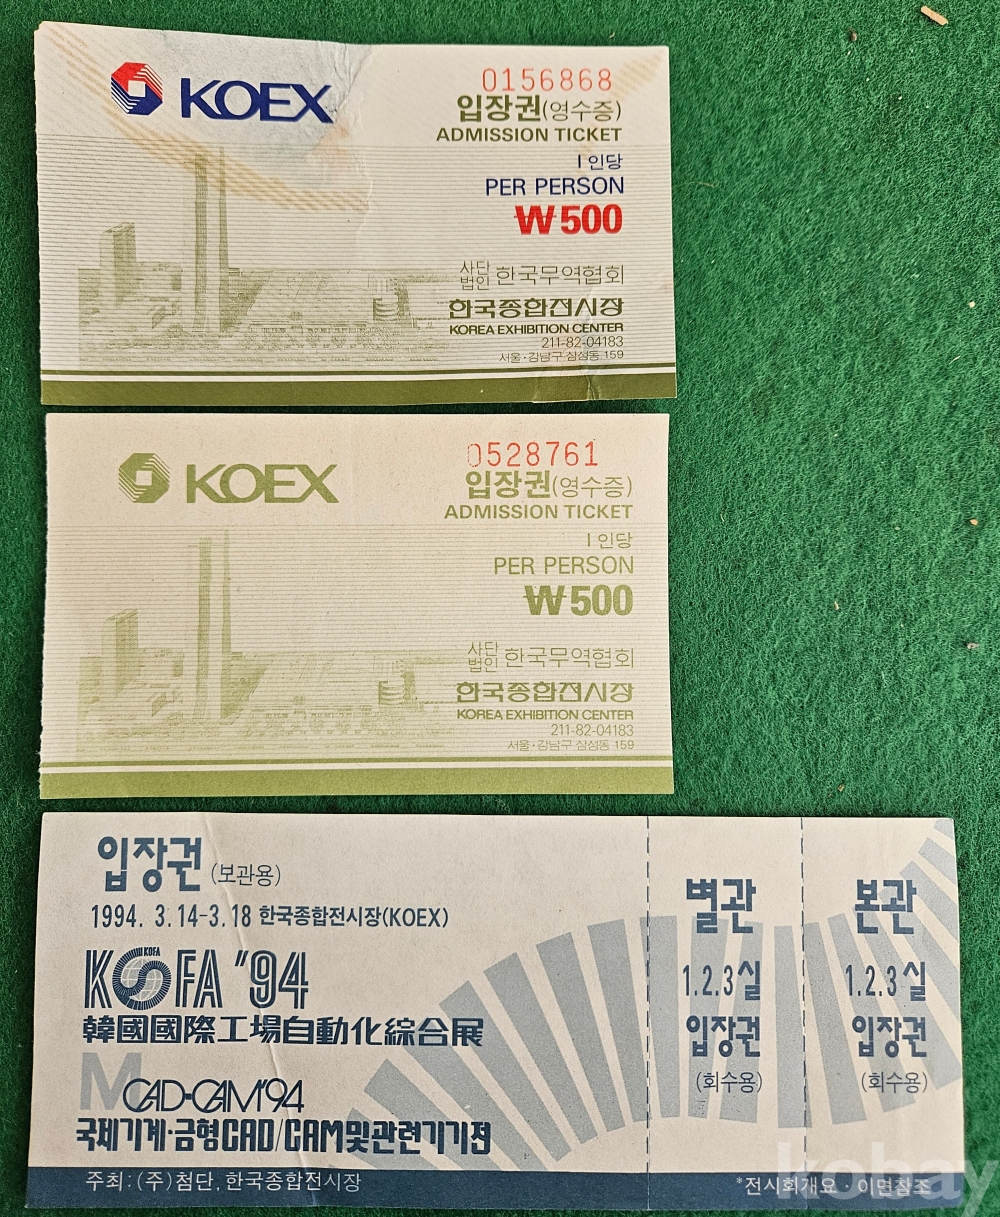 KOEX
0156868
입장권(영수증)
ADMISSION TICKET
1인당
PER PERSON
₩500
사단법인 한국무역협회
한국종합전시장
KOREA EXHIBITION CENTER
211-82-04183
서울·강남구 삼성동 159
KOEX
0528761
입장권(영수증)
ADMISSION TICKET
1인당
PER PERSON
₩500
사단법인 한국무역협회
한국종합전시장
KOREA EXHIBITION CENTER
211-82-04183
서울·강남구 삼성동 159
입장권(보관용)
1994. 3.14-3.18 한국종합전시장(KOEX)
KOFA
KOFA '94
韓國國際工場自動化綜合展
M
CAD·CAM'94
국제기계·금형CAD/CAM및관련기기전
주최:(주)첨단, 한국종합전시장
별관
1.2.3실
입장권
(회수용)
본관
1.2.3실
입장권
(회수용)
*전시회개요·이면참조
kobay